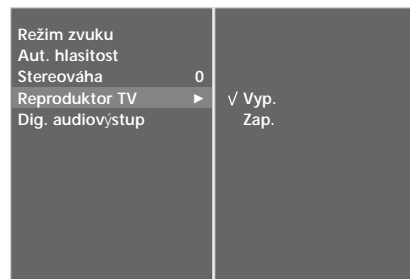 Režim zvuku
Aut. hlasitost
Stereováha 0
Reproduktor TV ►
Dig. audiovýstup
√ Vyp.
Zap.